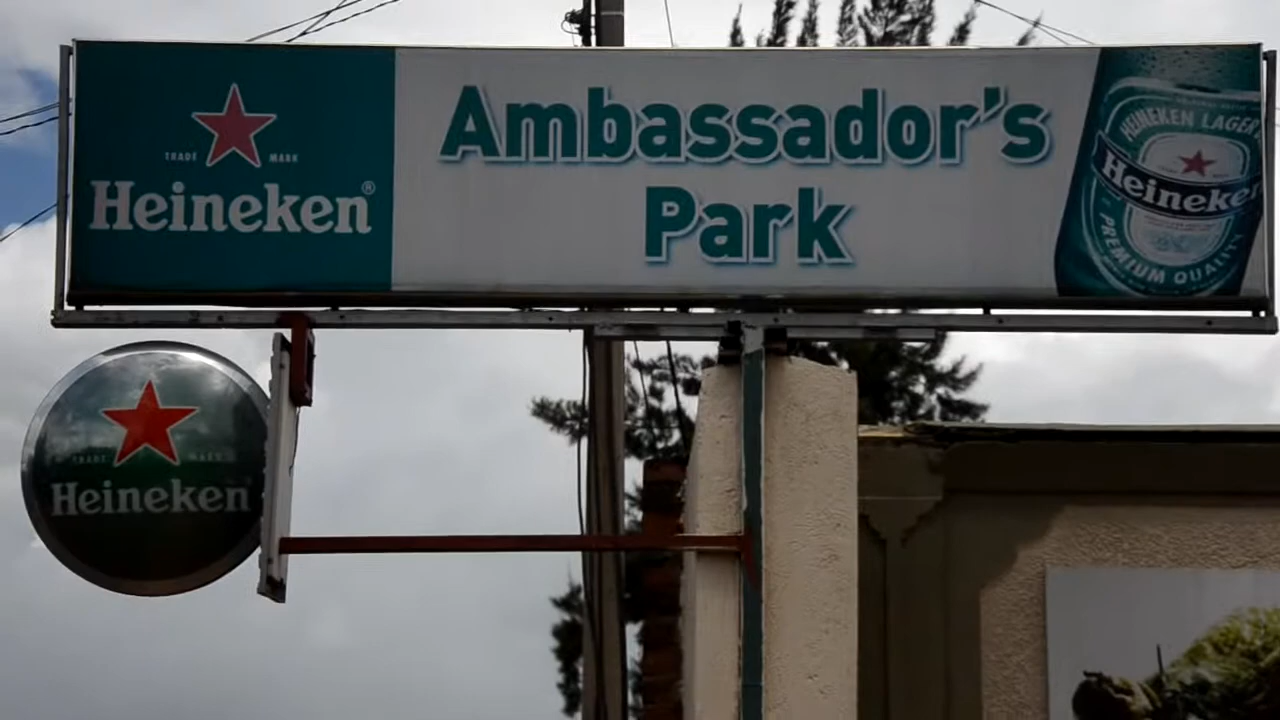 TRADE MARK
Heineken®
Ambassador's
Park
HEINEKEN LAGER
Heineken
PREMIUM QUALITY
TRADE MARK
Heineken